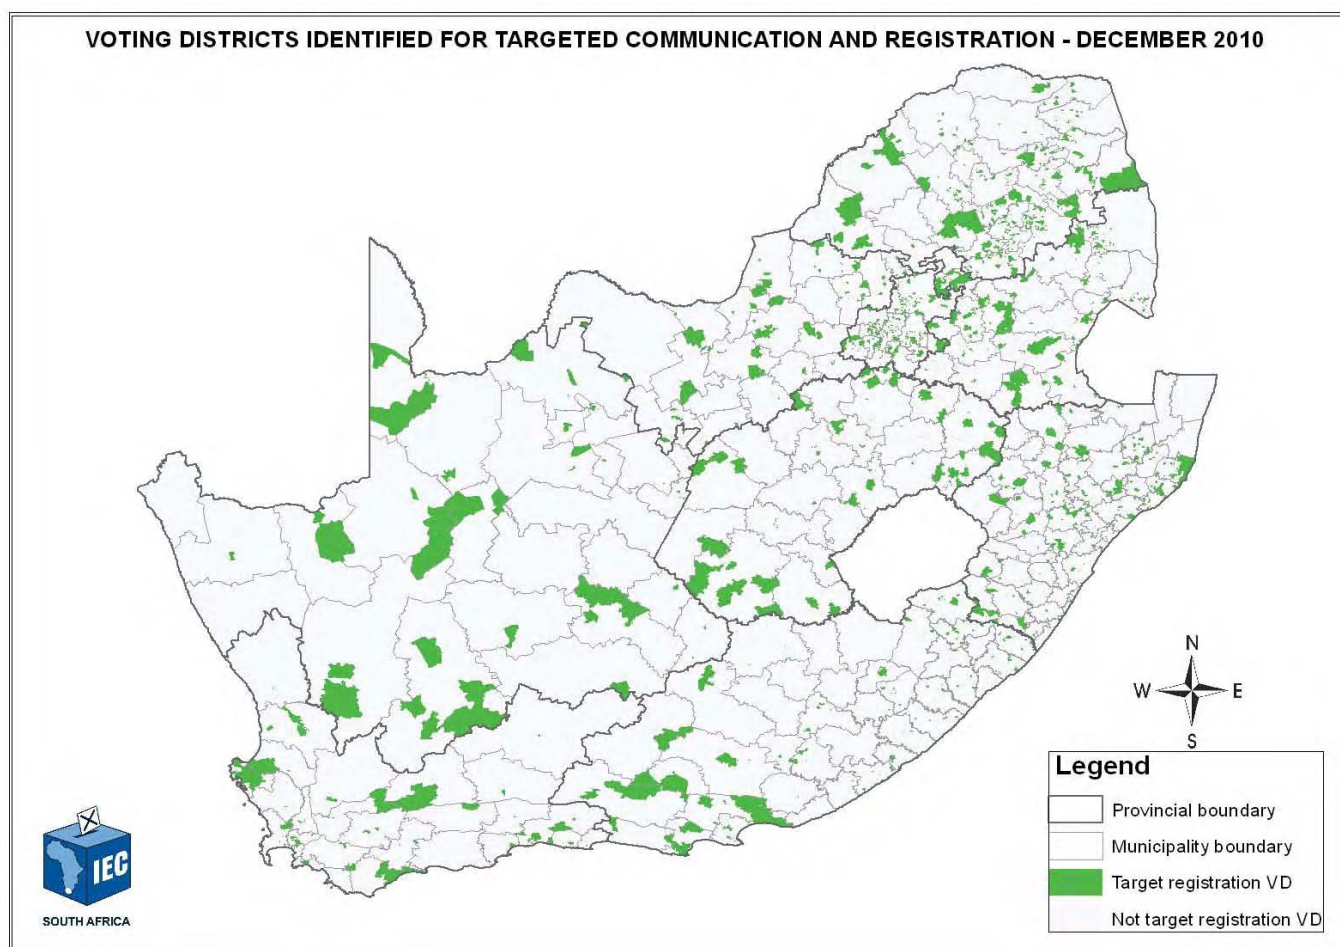 VOTING DISTRICTS IDENTIFIED FOR TARGETED COMMUNICATION AND REGISTRATION - DECEMBER 2010
N
W E
S
Legend
Provincial boundary
Municipality boundary
Target registration VD
Not target registration VD
IEC
SOUTH AFRICA